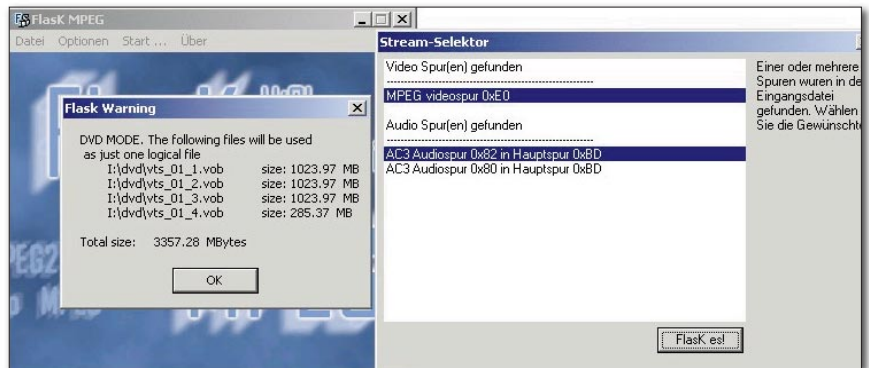 FlasK MPEG
Datei Optionen Start ... Über
Flask Warning
DVD MODE. The following files will be used
as just one logical file
I:\dvd\vts_01_1.vob size: 1023.97 MB
I:\dvd\vts_01_2.vob size: 1023.97 MB
I:\dvd\vts_01_3.vob size: 1023.97 MB
I:\dvd\vts_01_4.vob size: 285.37 MB
Total size: 3357.28 MBytes
OK
Stream-Selektor
Video Spur(en) gefunden
MPEG videospur 0xE0
Audio Spur(en) gefunden
AC3 Audiospur 0x82 in Hauptspur 0xBD
AC3 Audiospur 0x80 in Hauptspur 0xBD
Einer oder mehrere
Spuren wuren in de
Eingangsdatei
gefunden. Wählen
Sie die Gewünscht
FlasK es!